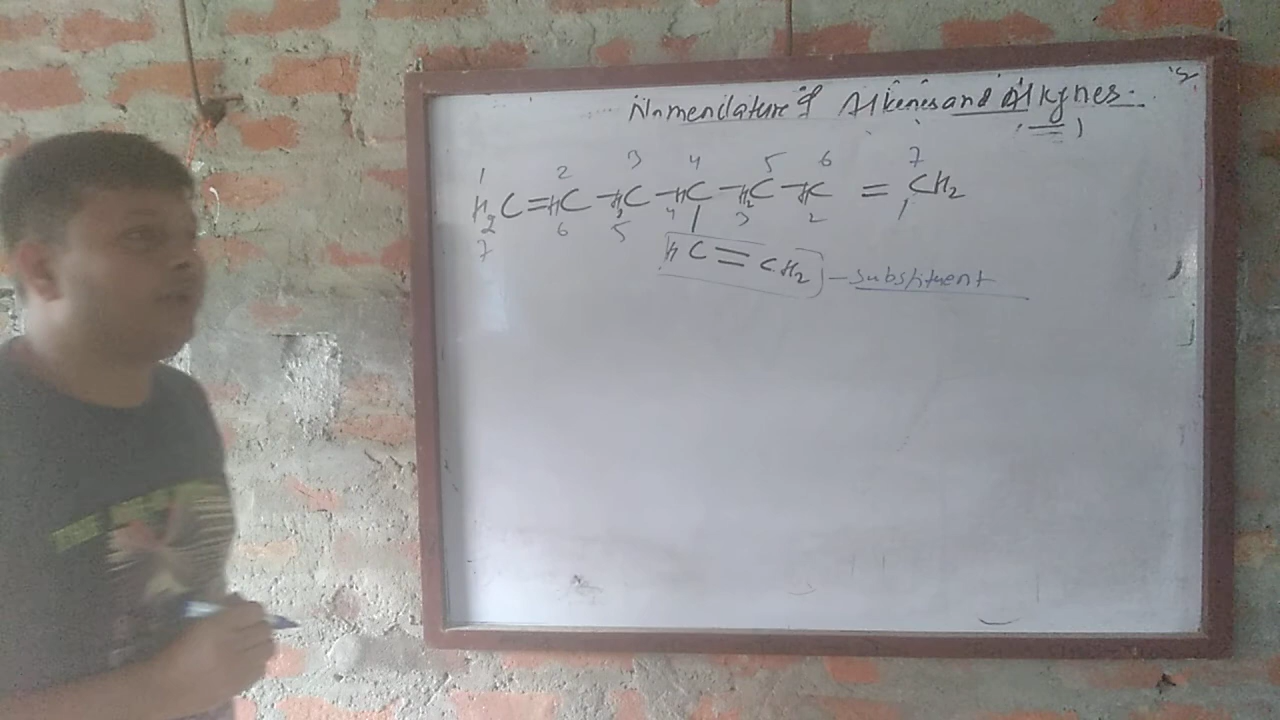 Nomenclature of Alkenes and Alkynes.
(=)
1 2 3 4 5 6 7
H2C=HC-H2C-HC-H2C-HC = CH2
7 6 5 4 3 2 1
HC=CH2 - substituent